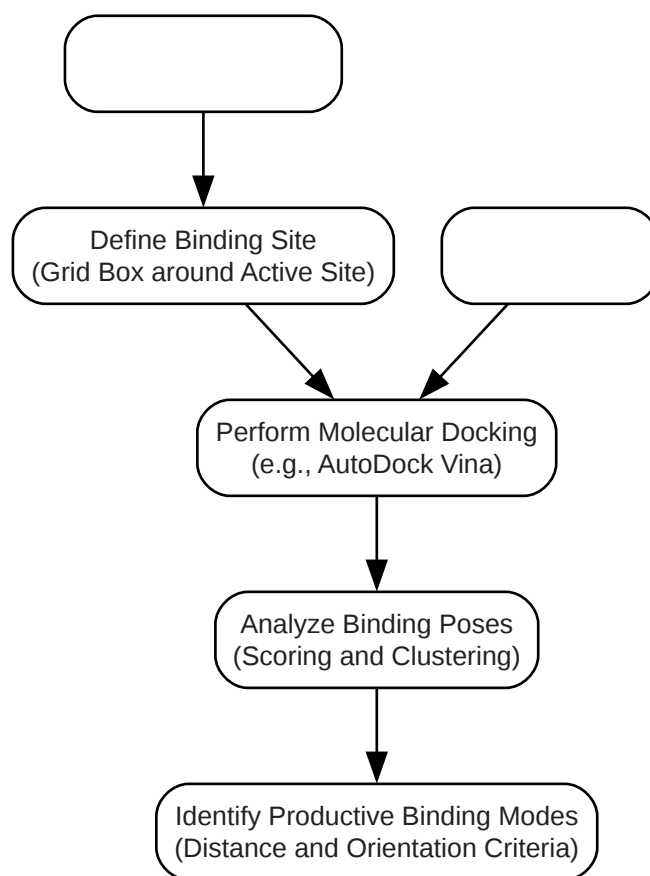 Define Binding Site
(Grid Box around Active Site)
Perform Molecular Docking
(e.g., AutoDock Vina)
Analyze Binding Poses
(Scoring and Clustering)
Identify Productive Binding Modes
(Distance and Orientation Criteria)